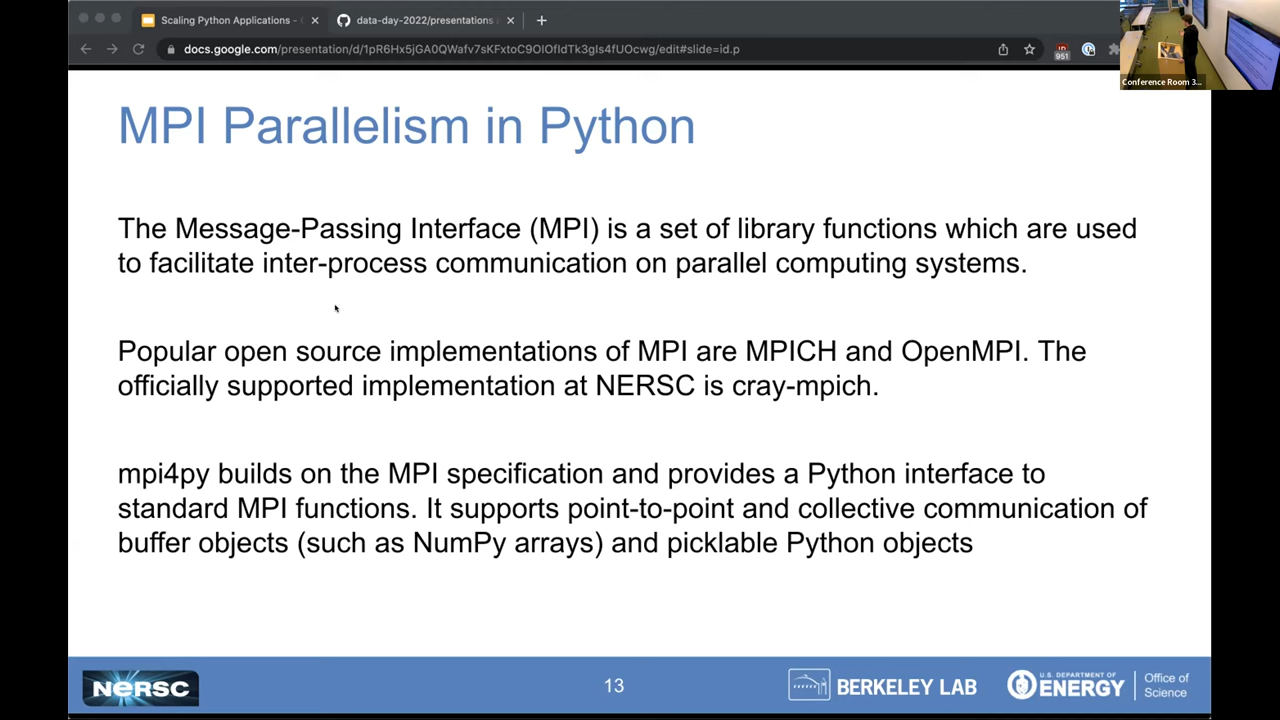 Scaling Python Applications -
data-day-2022/presentations
docs.google.com/presentation/d/1pR6Hx5jGA0QWafv7sKFxtoC9OlOfIdTk3gIs4fUOcwg/edit#slide=id.p
951
Conference Room 3...
MPI Parallelism in Python
The Message-Passing Interface (MPI) is a set of library functions which are used
to facilitate inter-process communication on parallel computing systems.
Popular open source implementations of MPI are MPICH and OpenMPI. The
officially supported implementation at NERSC is cray-mpich.
mpi4py builds on the MPI specification and provides a Python interface to
standard MPI functions. It supports point-to-point and collective communication of
buffer objects (such as NumPy arrays) and picklable Python objects
NERSC
13
BERKELEY LAB
U.S. DEPARTMENT OF
ENERGY
Office of
Science